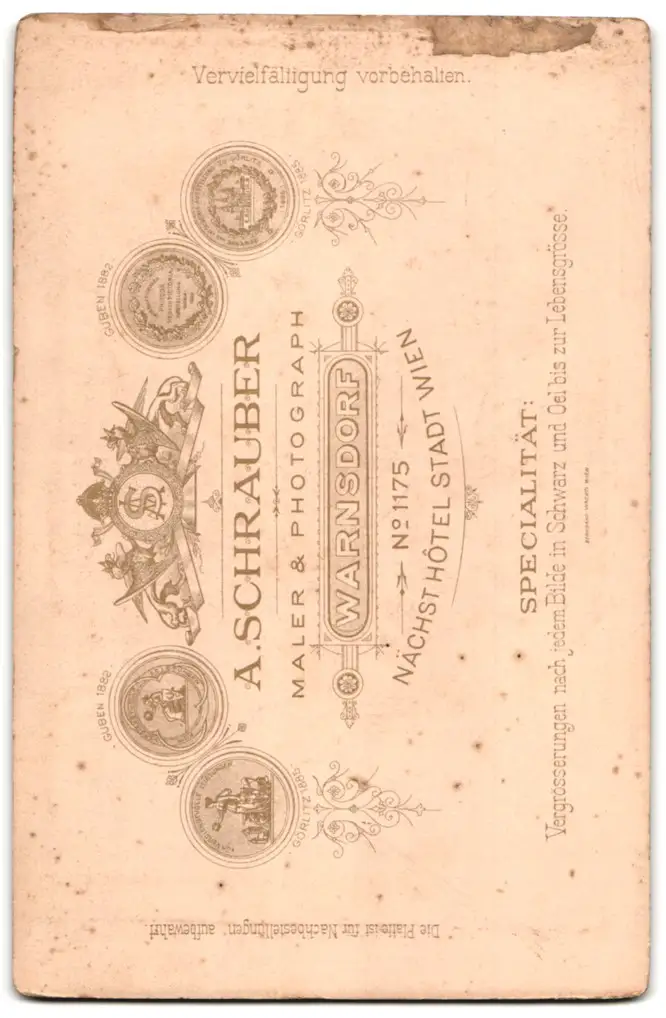 Vervielfältigung vorbehalten.
GUBEN 1882.
GÖRLITZ 1885.
GUBEN 1882.
GÖRLITZ 1885.
A. SCHRAUBER
MALER & PHOTOGRAPH
WARNSDORF
No 1175
NÄCHST HÔTEL STADT WIEN
SPECIALITÄT:
Vergrösserungen nach jedem Bilde in Schwarz und Oel bis zur Lebensgrösse.
Die Platte ist für Nachbestellungen aufbewahrt.